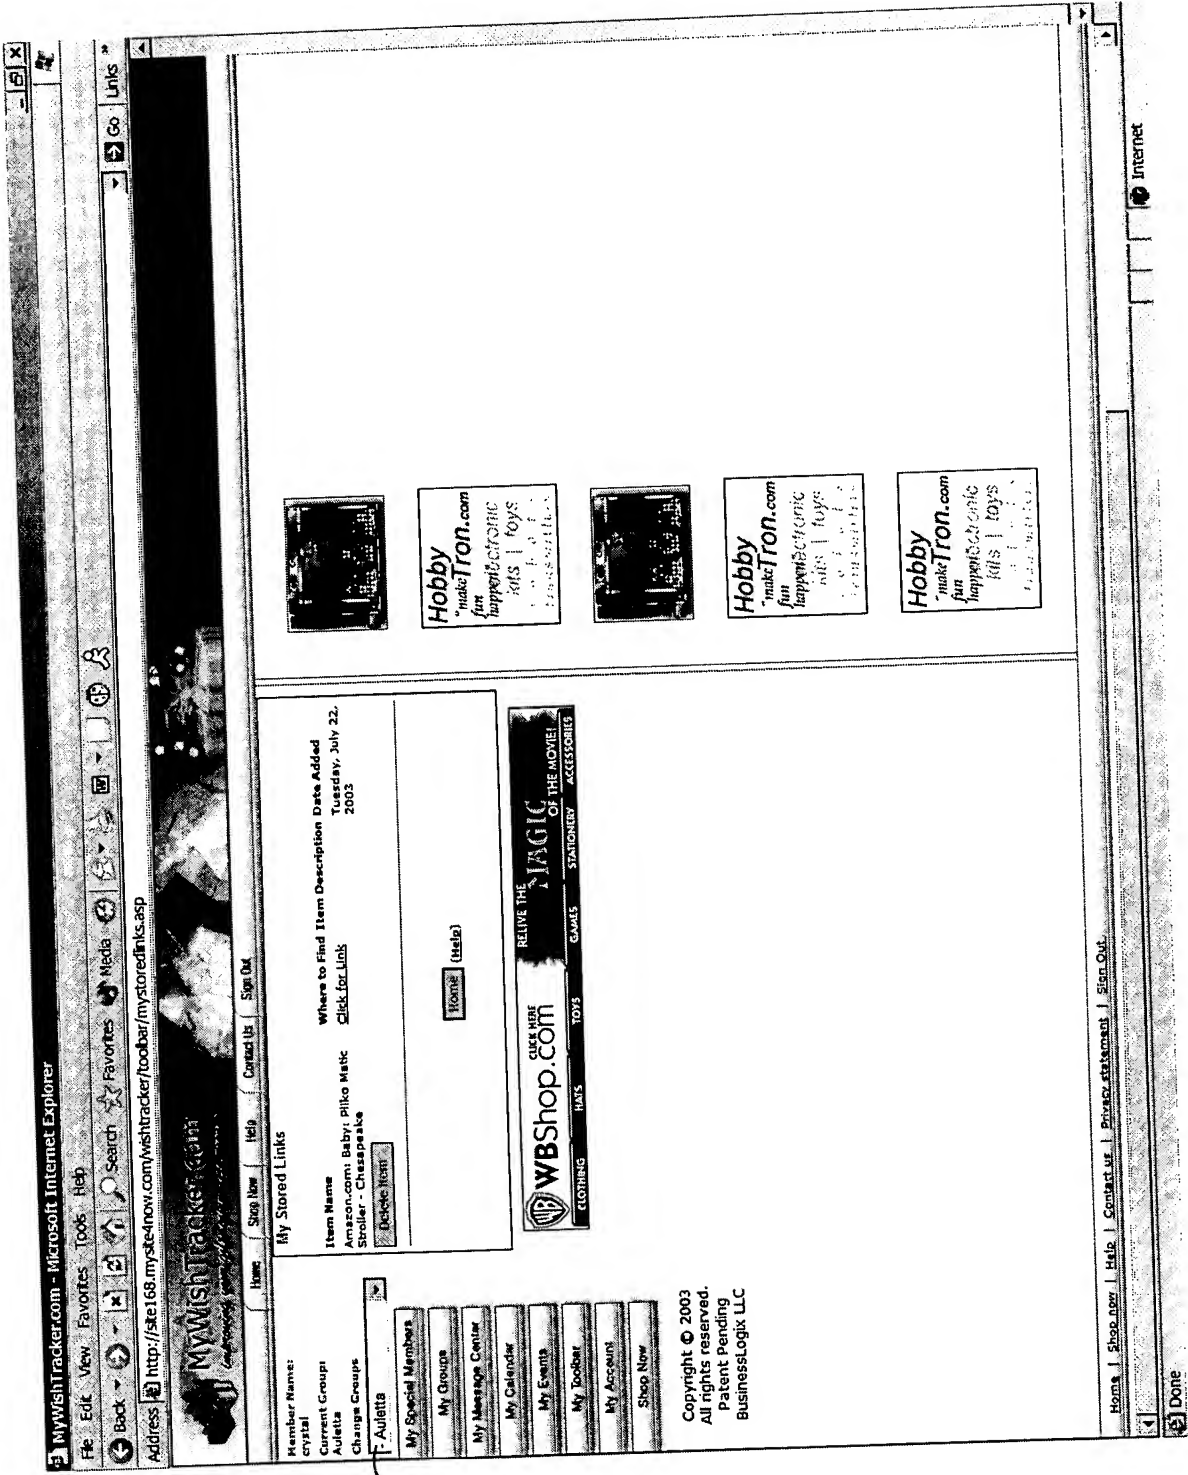 MyWishTracker.com - Microsoft Internet Explorer
File Edit View Favorites Tools Help
Back Search Favorites Media
Address http://site168.mysite4now.com/wishtracker/toolbar/mystoredlinks.asp Go Links »
MyWishTracker.com
Home Shop Now Help Contact Us Sign Out
Member Name:
crystal
Current Group:
Auletta
Change Groups
- Auletta
My Special Members
My Groups
My Message Center
My Calendar
My Events
My Toolbar
My Account
Shop Now
Copyright © 2003
All rights reserved.
Patent Pending
BusinessLogix LLC
My Stored Links
Item Name Where to Find Item Description Date Added
Amazon.com: Baby: Pliko Matic Click for Link Tuesday, July 22,
Stroller - Chesapeake 2003
Delete Item
Home (Help)
WBShop.com CLICK HERE
RELIVE THE
MAGIC
OF THE MOVIE!
CLOTHING HATS TOYS GAMES STATIONERY ACCESSORIES
Hobby
"make Tron.com
fun
happen electronic
kits | toys
Hobby
"make Tron.com
fun
happen electronic
kits | toys
Hobby
"make Tron.com
fun
happen electronic
kits | toys
Home | Shop now | Help | Contact us | Privacy statement | Sign Out
Done Internet